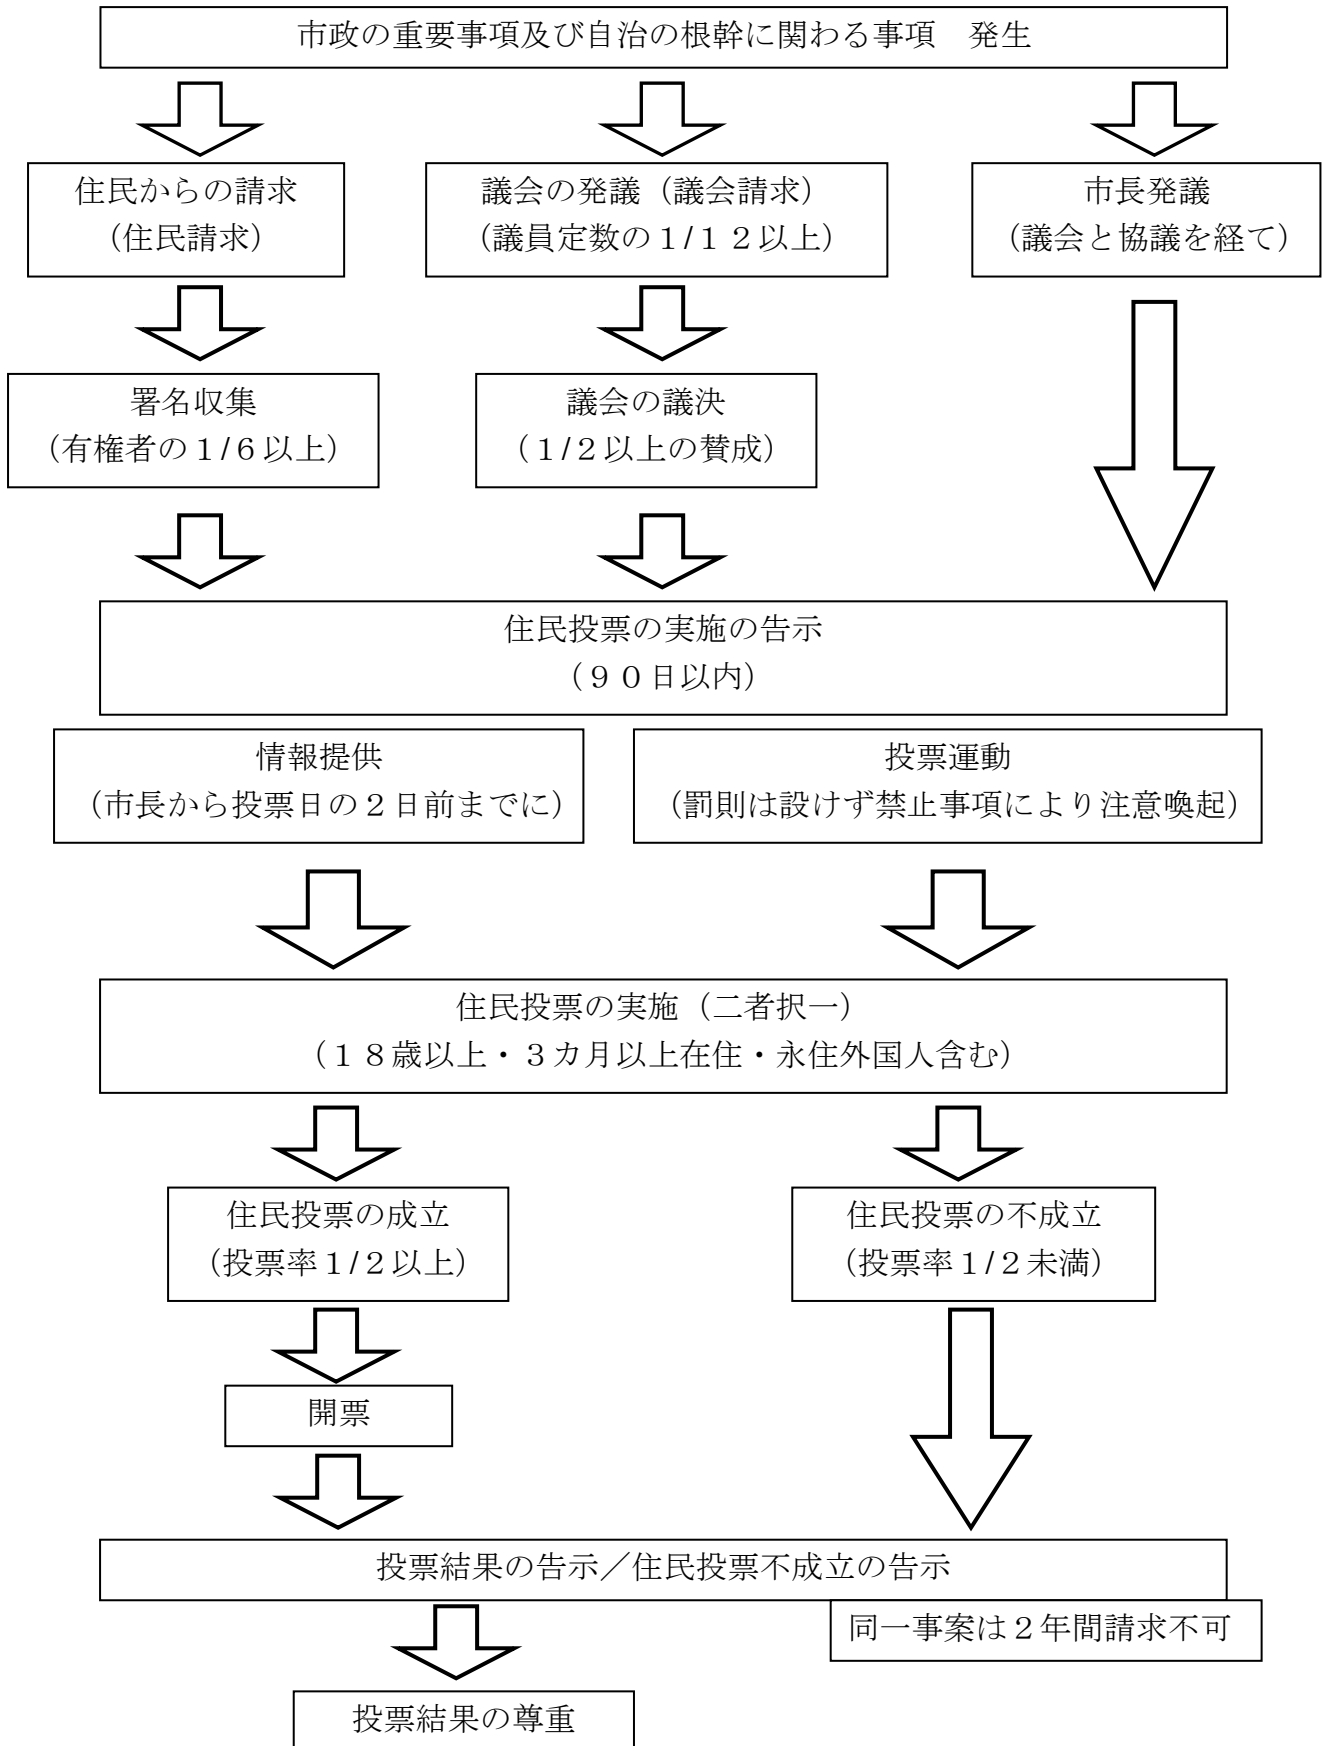 市政の重要事項及び自治の根幹に関わる事項　発生
住民からの請求
（住民請求）
議会の発議（議会請求）
（議員定数の１/１２以上）
市長発議
（議会と協議を経て）
署名収集
（有権者の１/６以上）
議会の議決
（１/２以上の賛成）
住民投票の実施の告示
（９０日以内）
情報提供
（市長から投票日の２日前までに）
投票運動
（罰則は設けず禁止事項により注意喚起）
住民投票の実施（二者択一）
（１８歳以上・３カ月以上在住・永住外国人含む）
住民投票の成立
（投票率１/２以上）
住民投票の不成立
（投票率１/２未満）
開票
投票結果の告示／住民投票不成立の告示
同一事案は２年間請求不可
投票結果の尊重